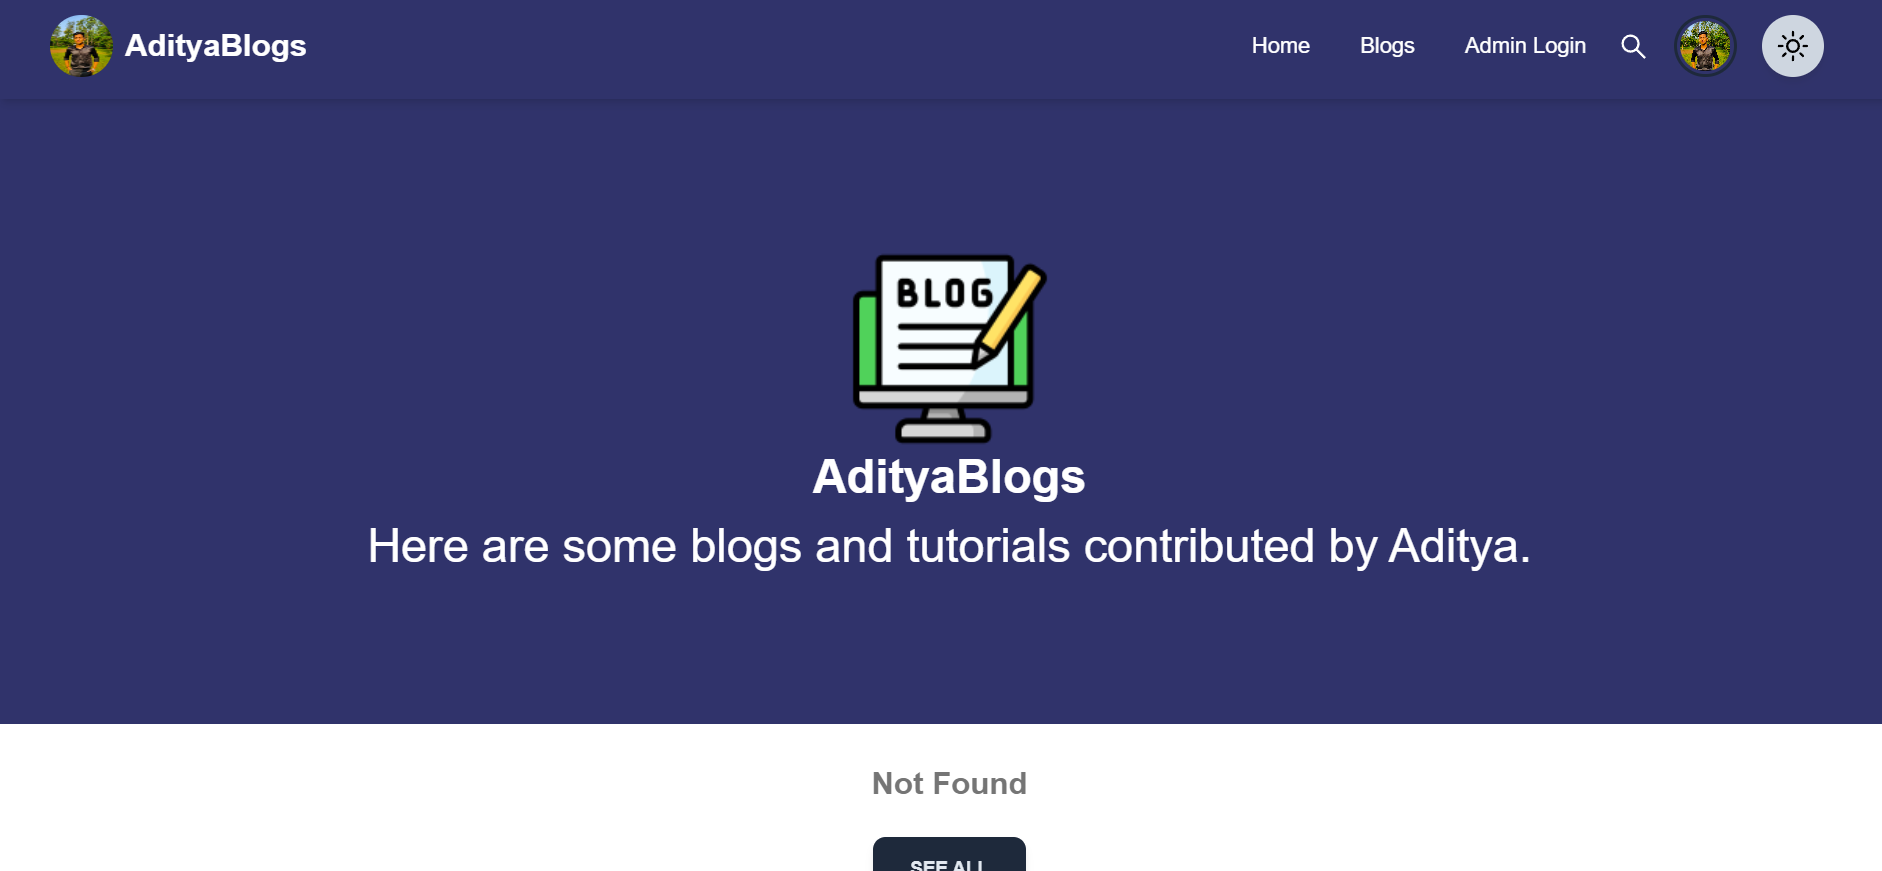 AdityaBlogs
Home Blogs Admin Login
BLOG
AdityaBlogs
Here are some blogs and tutorials contributed by Aditya.
Not Found
SEE ALL